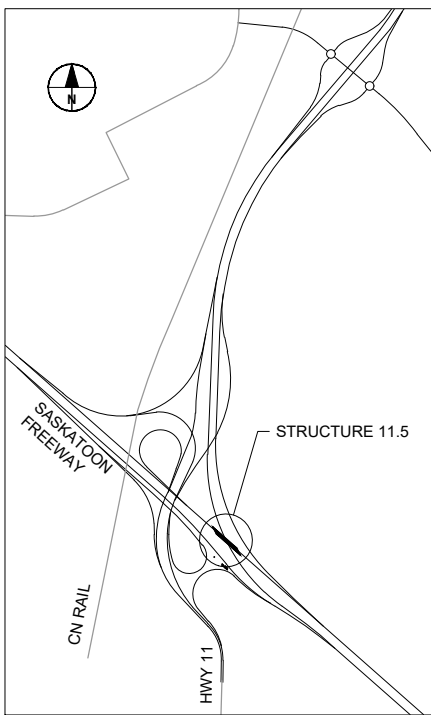 N
STRUCTURE 11.5
SASKATOON
FREEWAY
CN RAIL
HWY 11